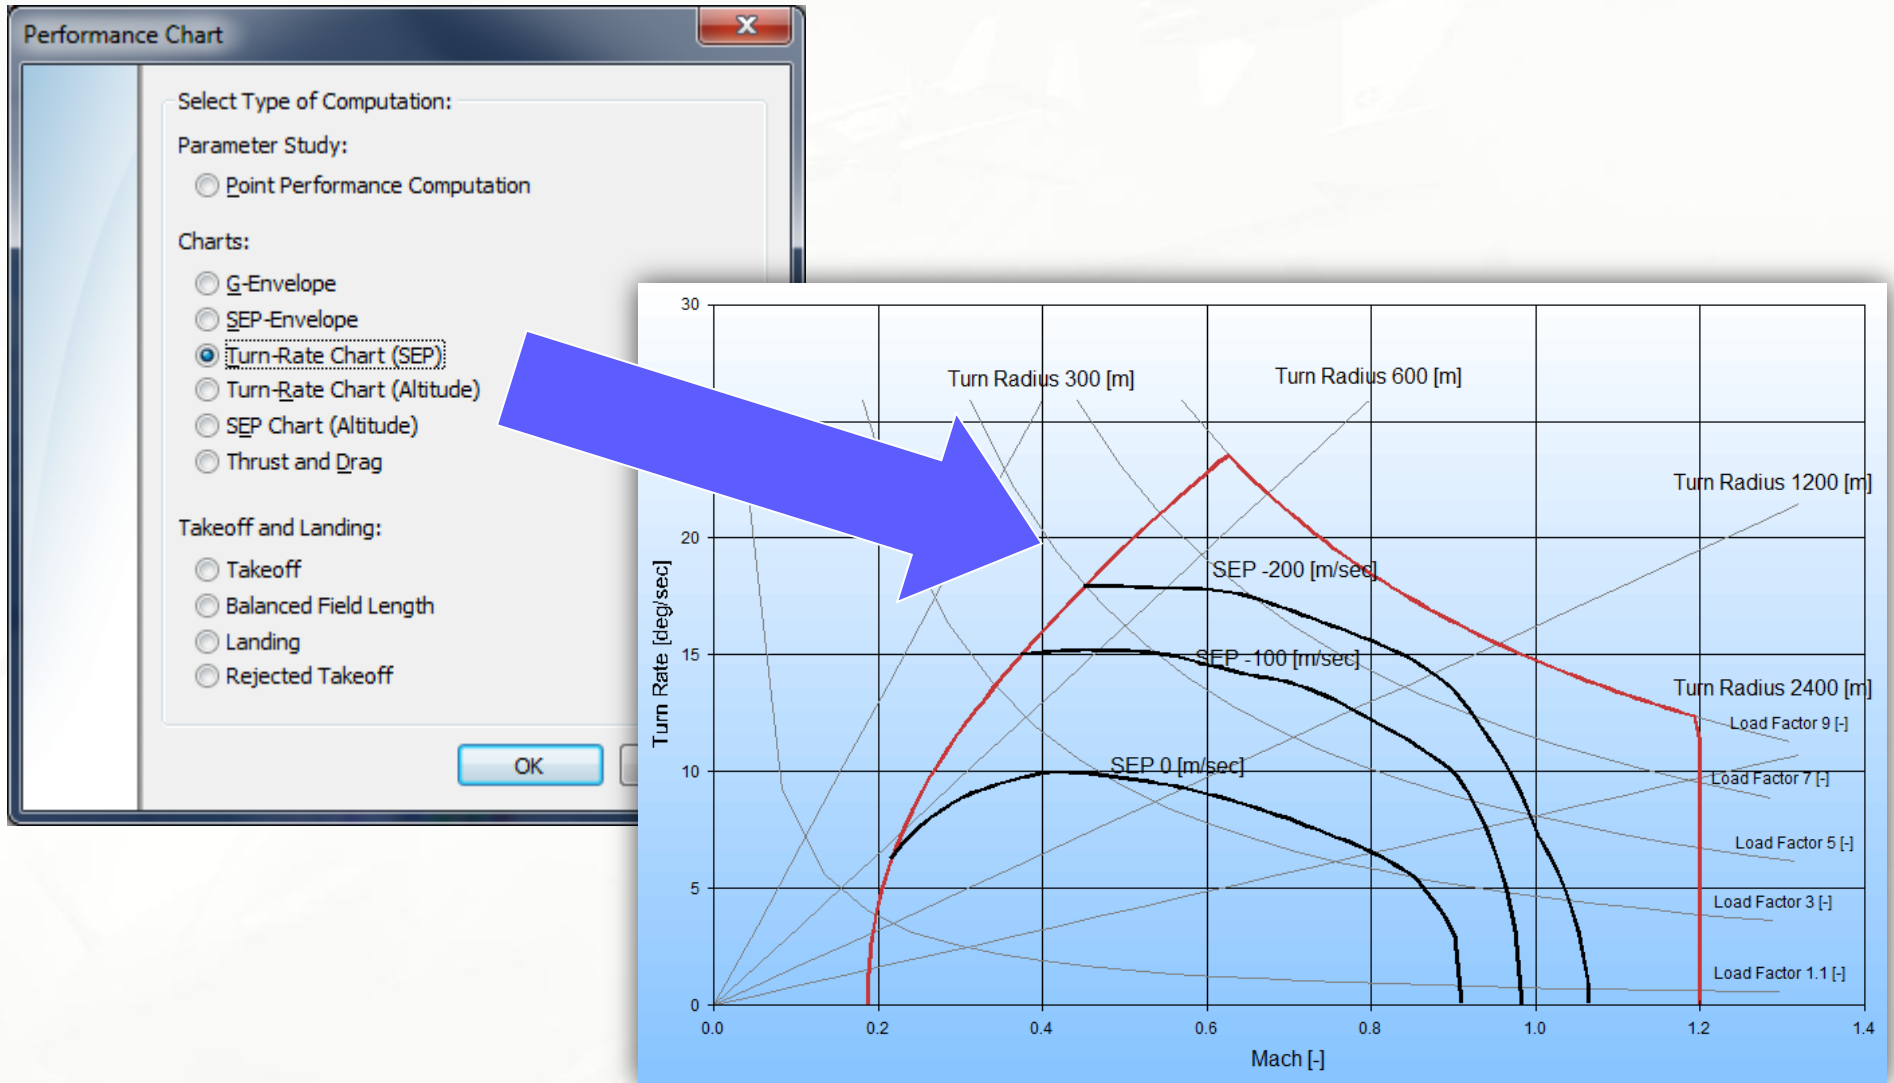 Performance Chart
Select Type of Computation:
Parameter Study:
Point Performance Computation
Charts:
G-Envelope
SEP-Envelope
Turn-Rate Chart (SEP)
Turn-Rate Chart (Altitude)
SEP Chart (Altitude)
Thrust and Drag
Takeoff and Landing:
Takeoff
Balanced Field Length
Landing
Rejected Takeoff
OK
30
20
15
10
5
0
Turn Rate [deg/sec]
Turn Radius 300 [m]
Turn Radius 600 [m]
Turn Radius 1200 [m]
SEP -200 [m/sec]
SEP -100 [m/sec]
Turn Radius 2400 [m]
Load Factor 9 [-]
SEP 0 [m/sec]
Load Factor 7 [-]
Load Factor 5 [-]
Load Factor 3 [-]
Load Factor 1.1 [-]
0.0 0.2 0.4 0.6 0.8 1.0 1.2 1.4
Mach [-]